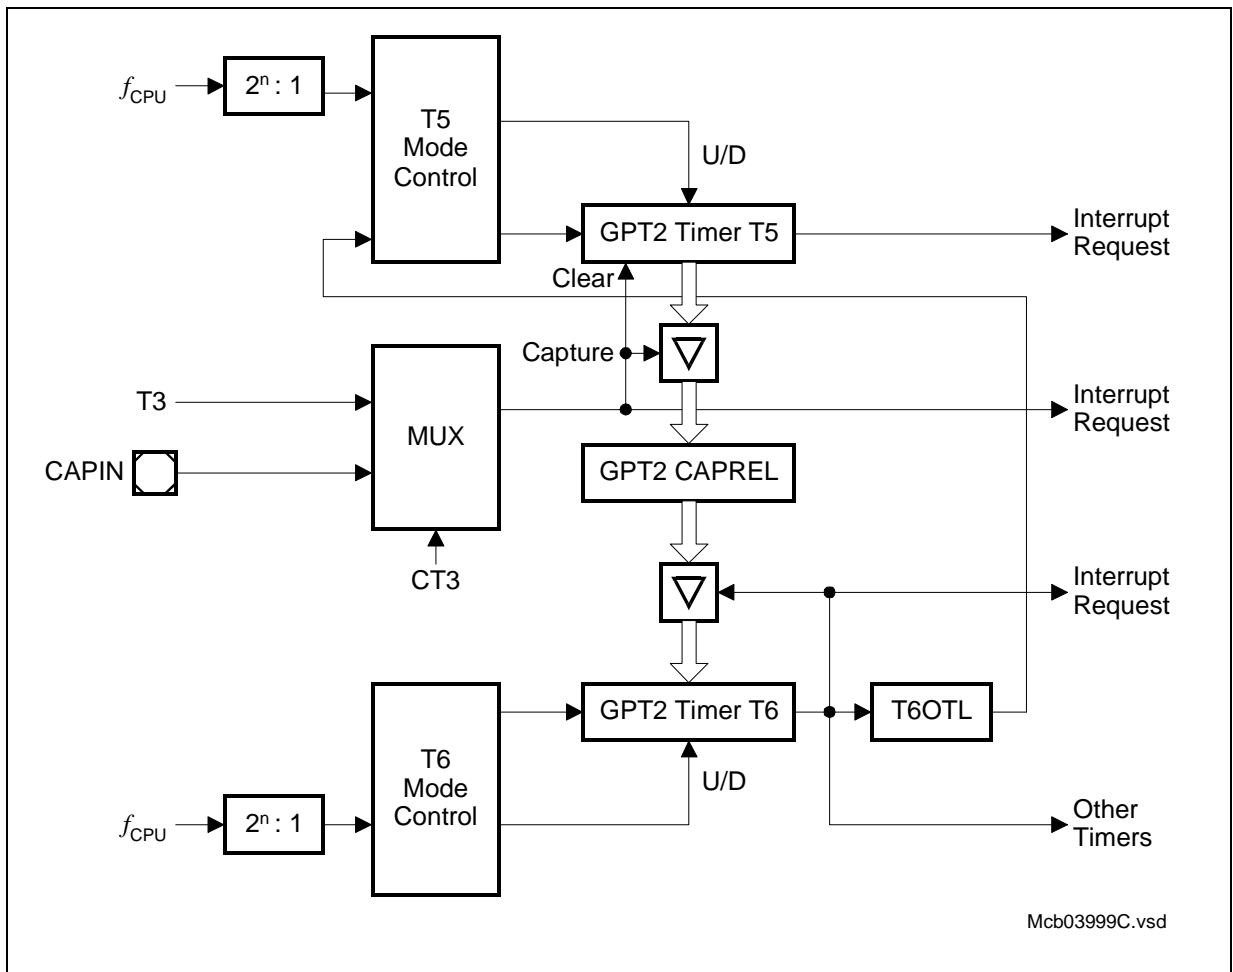 fCPU
2ⁿ : 1
T5
Mode
Control
U/D
GPT2 Timer T5
Interrupt
Request
Clear
Capture
T3
CAPIN
MUX
CT3
Interrupt
Request
GPT2 CAPREL
Interrupt
Request
GPT2 Timer T6
T6OTL
T6
Mode
Control
U/D
fCPU
2ⁿ : 1
Other
Timers
Mcb03999C.vsd